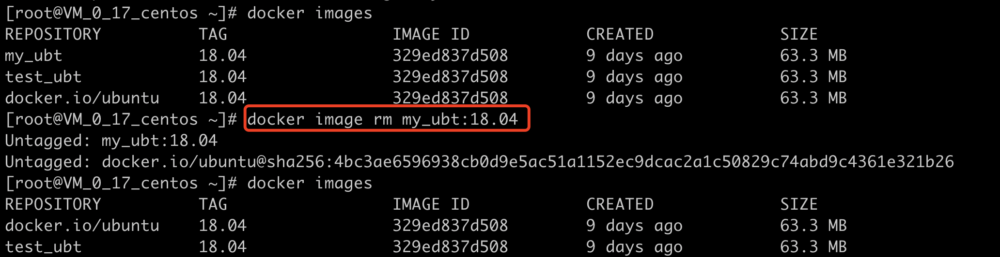 [root@VM_0_17_centos ~]# docker images
REPOSITORY TAG IMAGE ID CREATED SIZE
my_ubt 18.04 329ed837d508 9 days ago 63.3 MB
test_ubt 18.04 329ed837d508 9 days ago 63.3 MB
docker.io/ubuntu 18.04 329ed837d508 9 days ago 63.3 MB
[root@VM_0_17_centos ~]# docker image rm my_ubt:18.04
Untagged: my_ubt:18.04
Untagged: docker.io/ubuntu@sha256:4bc3ae6596938cb0d9e5ac51a1152ec9dcac2a1c50829c74abd9c4361e321b26
[root@VM_0_17_centos ~]# docker images
REPOSITORY TAG IMAGE ID CREATED SIZE
docker.io/ubuntu 18.04 329ed837d508 9 days ago 63.3 MB
test_ubt 18.04 329ed837d508 9 days ago 63.3 MB